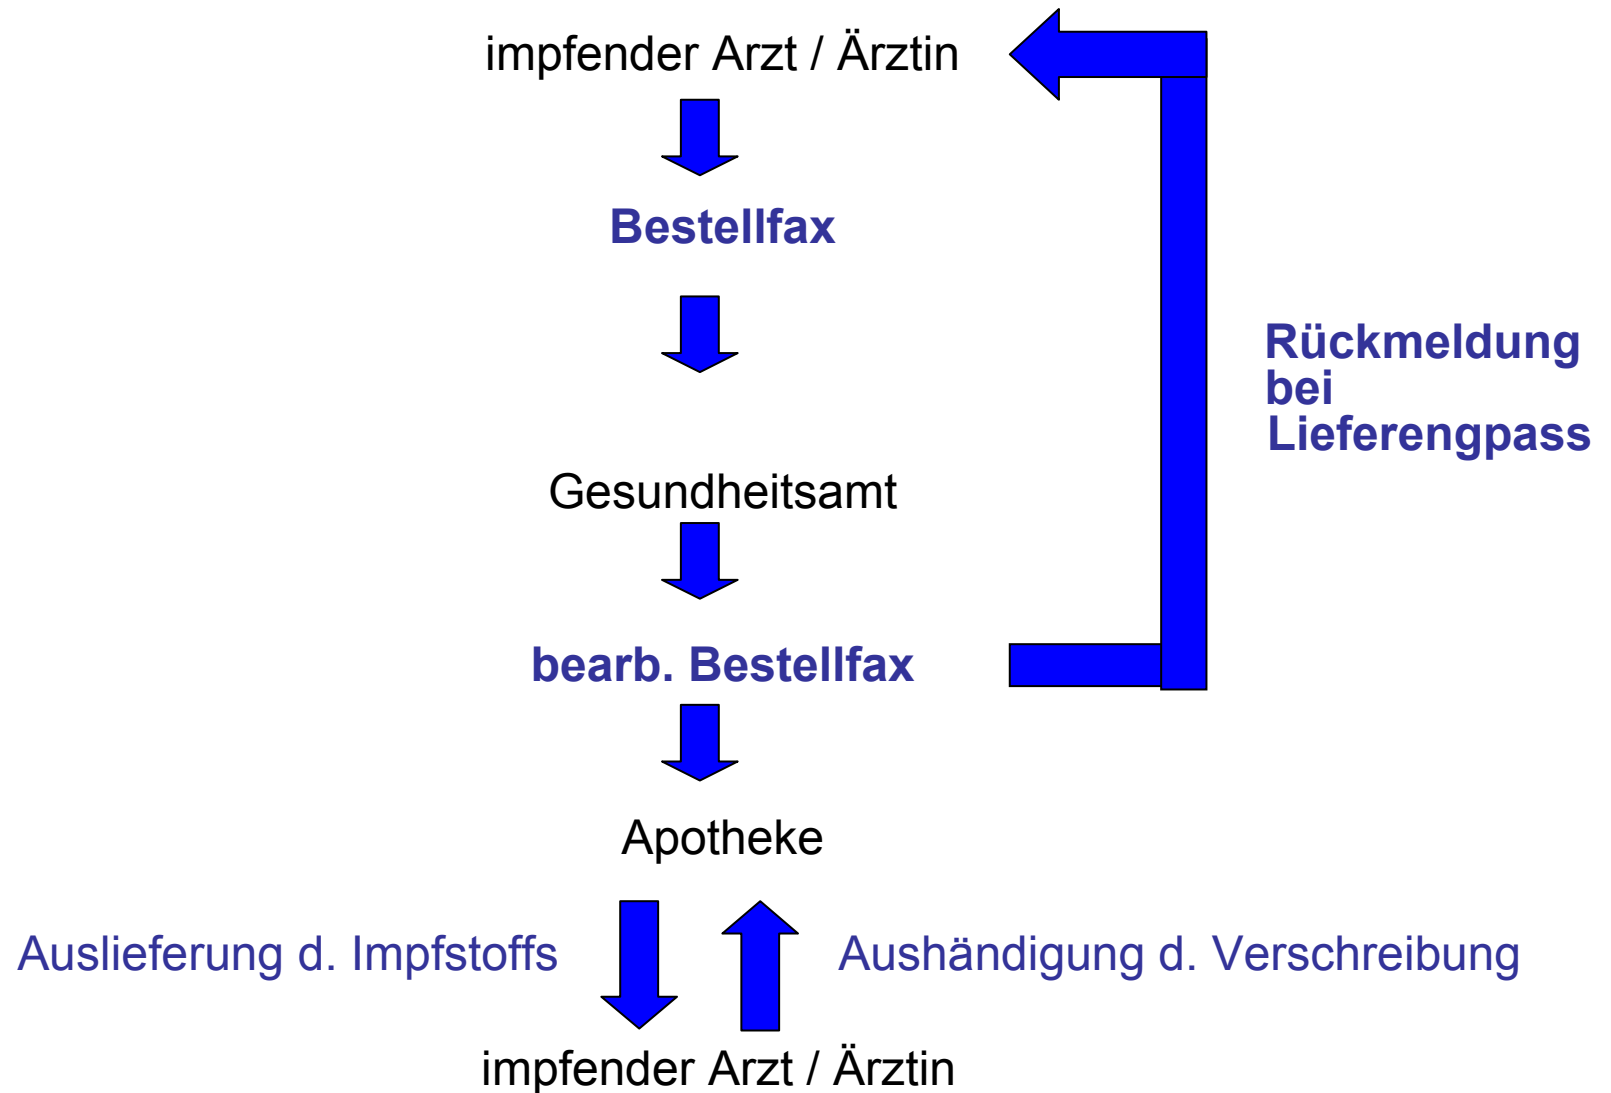 impfender Arzt / Ärztin
Bestellfax
Rückmeldung
bei
Lieferengpass
Gesundheitsamt
bearb. Bestellfax
Apotheke
Auslieferung d. Impfstoffs
Aushändigung d. Verschreibung
impfender Arzt / Ärztin